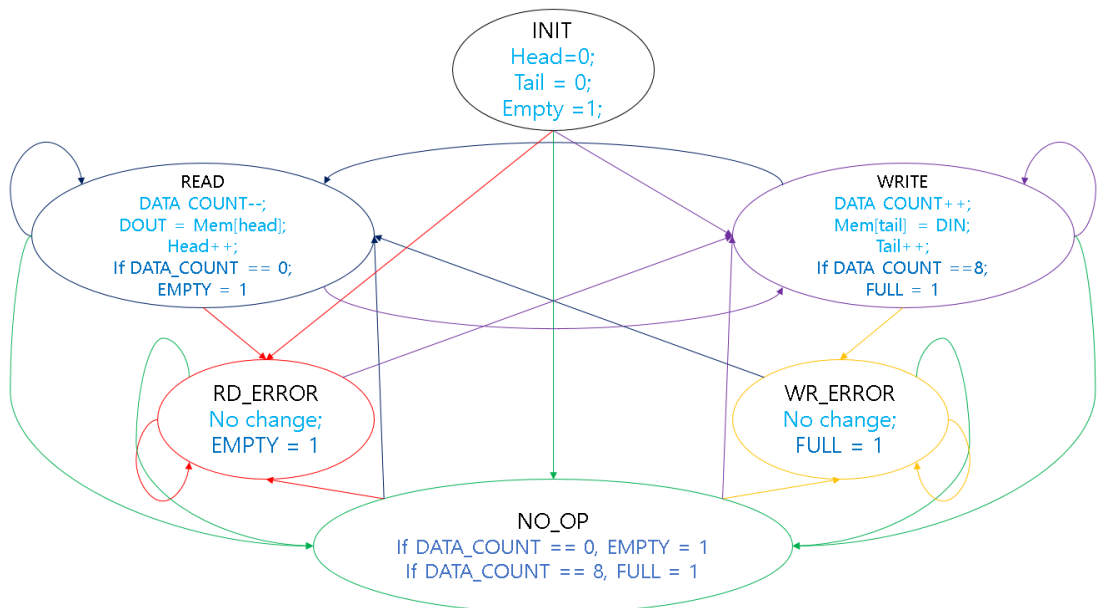 INIT
Head=0;
Tail = 0;
Empty =1;
READ
DATA COUNT--;
DOUT = Mem[head];
Head++;
If DATA_COUNT == 0;
EMPTY = 1
WRITE
DATA COUNT++;
Mem[tail] = DIN;
Tail++;
If DATA COUNT ==8;
FULL = 1
RD_ERROR
No change;
EMPTY = 1
WR_ERROR
No change;
FULL = 1
NO_OP
If DATA_COUNT == 0, EMPTY = 1
If DATA_COUNT == 8, FULL = 1